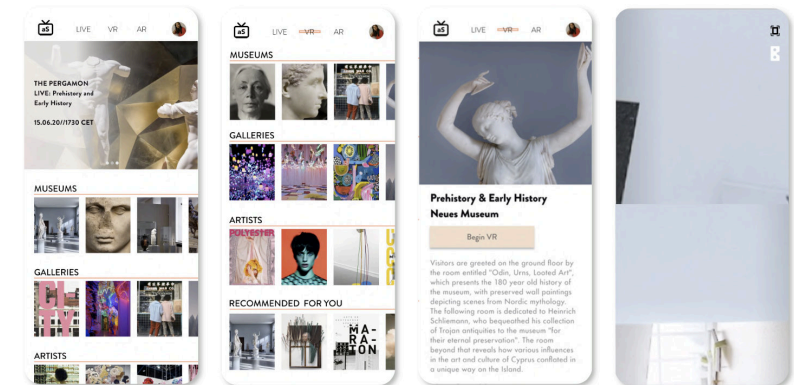 aS LIVE VR AR
THE PERGAMON
LIVE: Prehistory and
Early History
15.06.20//1730 CET
MUSEUMS
GALLERIES
CI
TY
ARTISTS
aS LIVE VR AR
MUSEUMS
GALLERIES
ARTISTS
POLYESTER
RECOMMENDED FOR YOU
MA-
RA-
TON
aS LIVE VR AR
Prehistory & Early History
Neues Museum
Begin VR
Visitors are greeted on the ground floor by
the room entitled "Odin, Urns, Looted Art",
which presents the 180 year old history of
the museum, with preserved wall paintings
depicting scenes from Nordic mythology.
The following room is dedicated to Heinrich
Schliemann, who bequeathed his collection
of Trojan antiquities to the museum "for
their eternal preservation". The room
beyond that reveals how various influences
in the art and culture of Cyprus conflated in
a unique way on the Island.